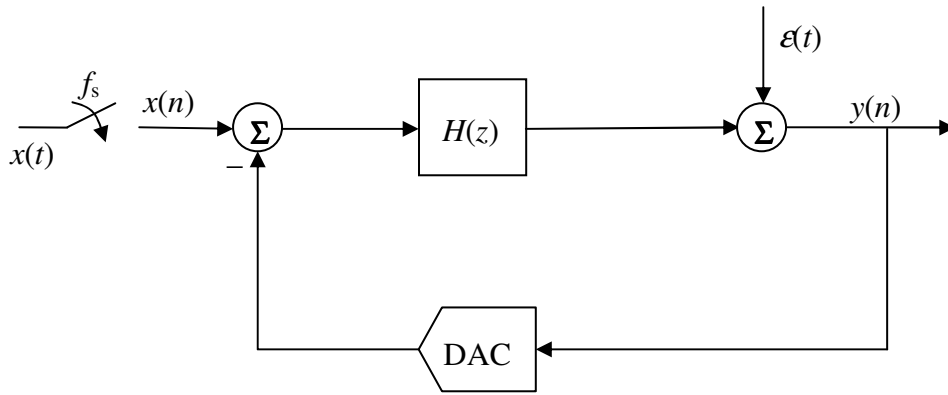 ε(t)
fs
x(n)
x(t)
Σ
−
H(z)
Σ
y(n)
DAC